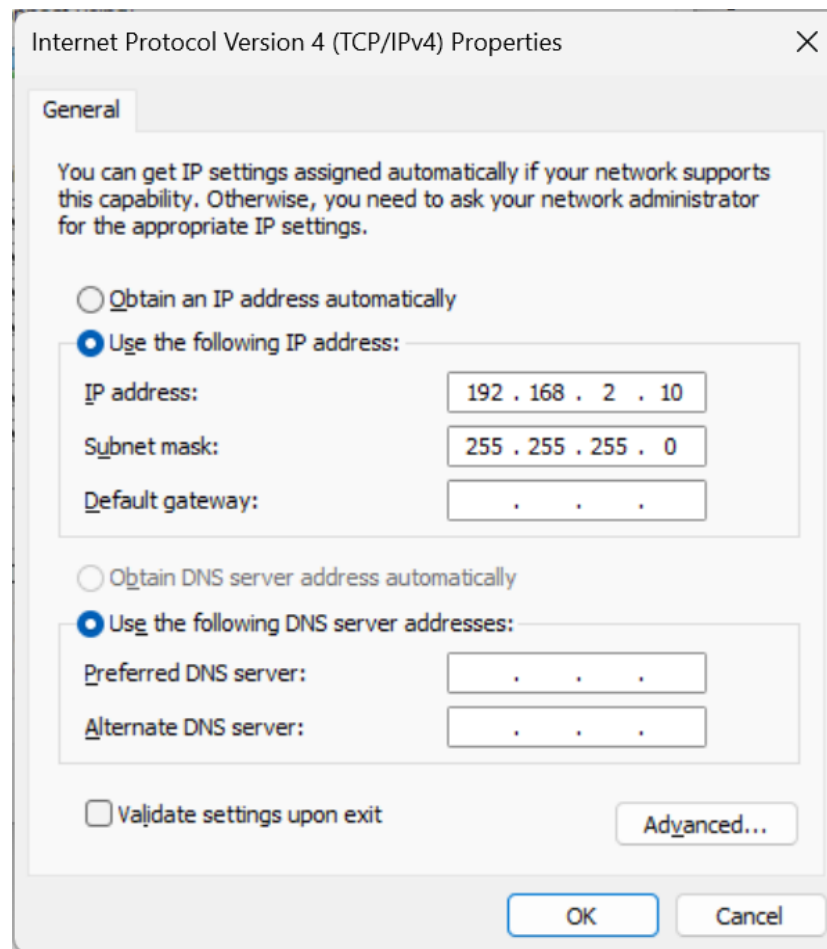 Internet Protocol Version 4 (TCP/IPv4) Properties
General
You can get IP settings assigned automatically if your network supports
this capability. Otherwise, you need to ask your network administrator
for the appropriate IP settings.
Obtain an IP address automatically
Use the following IP address:
IP address: 192 . 168 . 2 . 10
Subnet mask: 255 . 255 . 255 . 0
Default gateway: . . .
Obtain DNS server address automatically
Use the following DNS server addresses:
Preferred DNS server: . . .
Alternate DNS server: . . .
Validate settings upon exit
Advanced...
OK Cancel